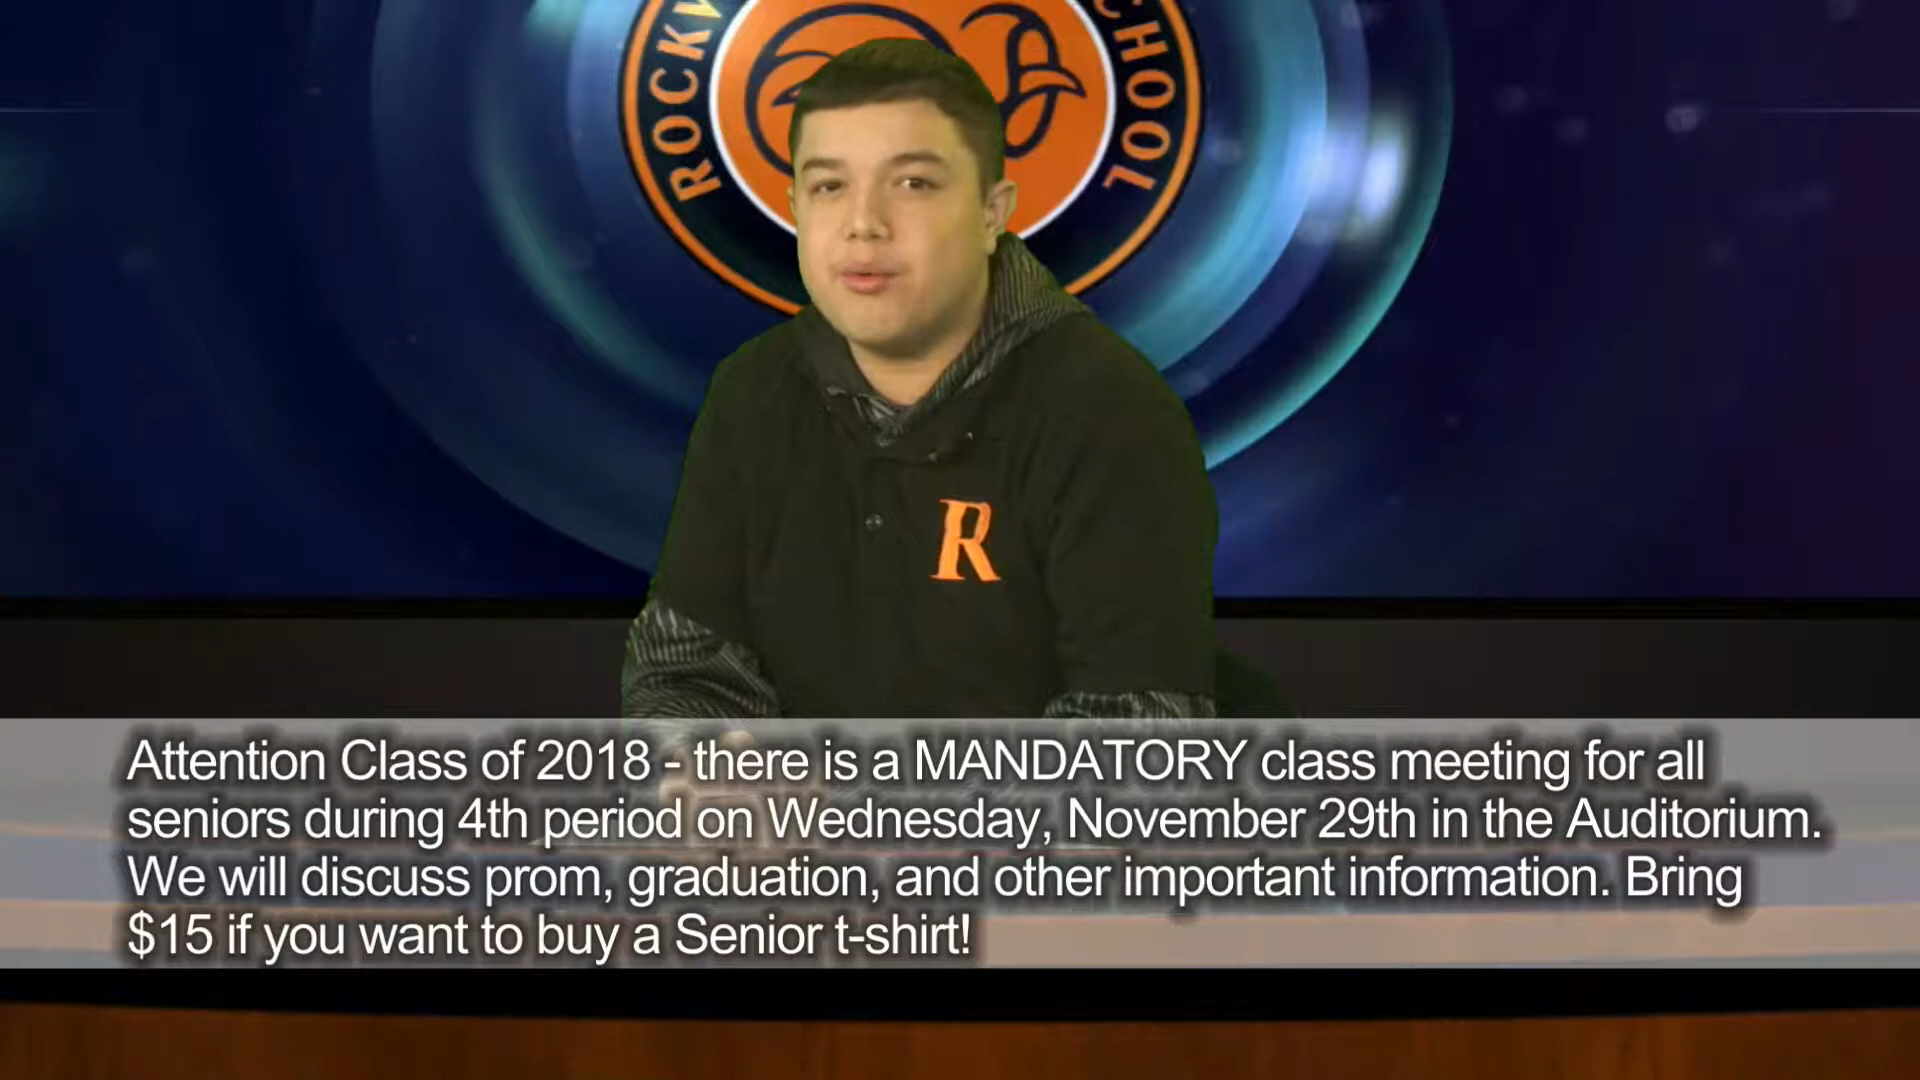 HOOL
R
Attention Class of 2018 - there is a MANDATORY class meeting for all
seniors during 4th period on Wednesday, November 29th in the Auditorium.
We will discuss prom, graduation, and other important information. Bring
$15 if you want to buy a Senior t-shirt!